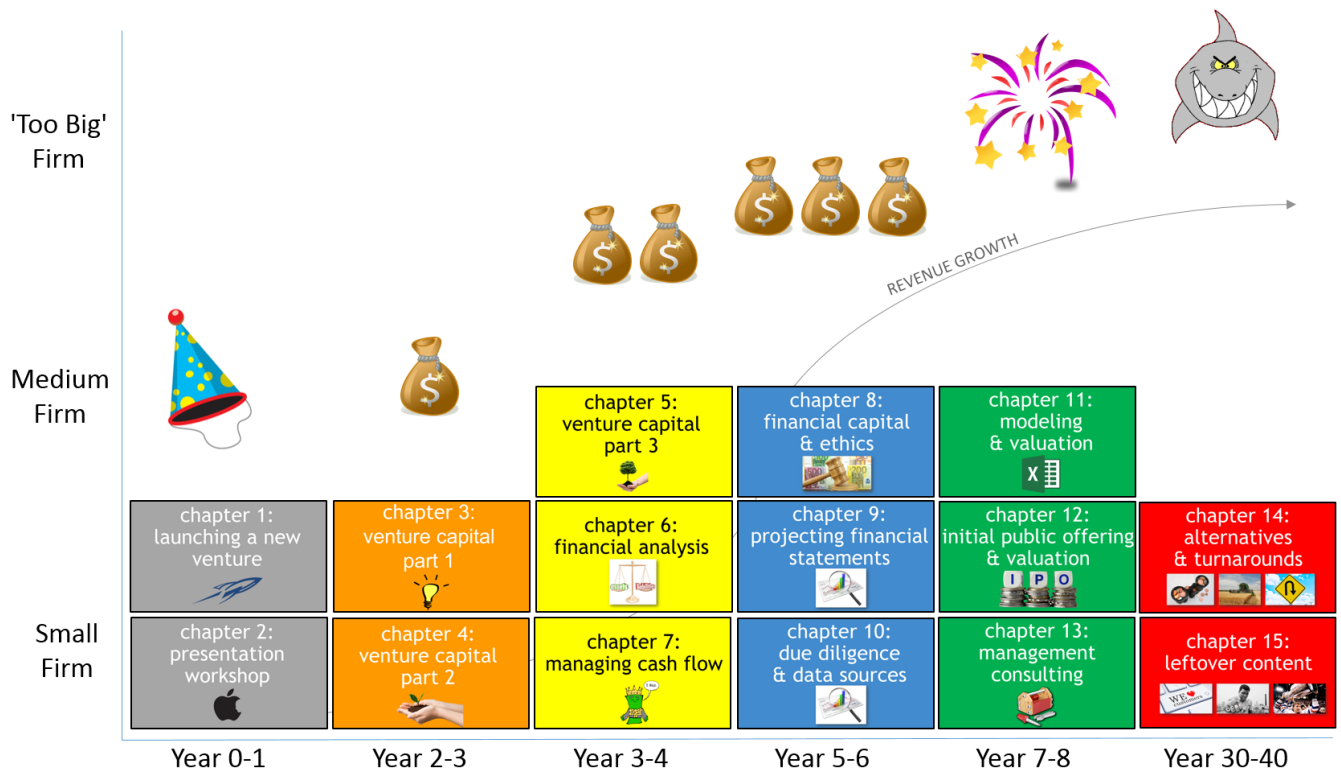 'Too Big'
Firm
Medium
Firm
Small
Firm
$
$
$
$
$
$
REVENUE GROWTH
chapter 1:
launching a new
venture
chapter 2:
presentation
workshop
chapter 3:
venture capital
part 1
chapter 4:
venture capital
part 2
chapter 5:
venture capital
part 3
chapter 6:
financial analysis
chapter 7:
managing cash flow
chapter 8:
financial capital
& ethics
500
200
chapter 9:
projecting financial
statements
chapter 10:
due diligence
& data sources
chapter 11:
modeling
& valuation
X
chapter 12:
initial public offering
& valuation
I P O
chapter 13:
management
consulting
chapter 14:
alternatives
& turnarounds
chapter 15:
leftover content
WE
customers
Year 0-1
Year 2-3
Year 3-4
Year 5-6
Year 7-8
Year 30-40